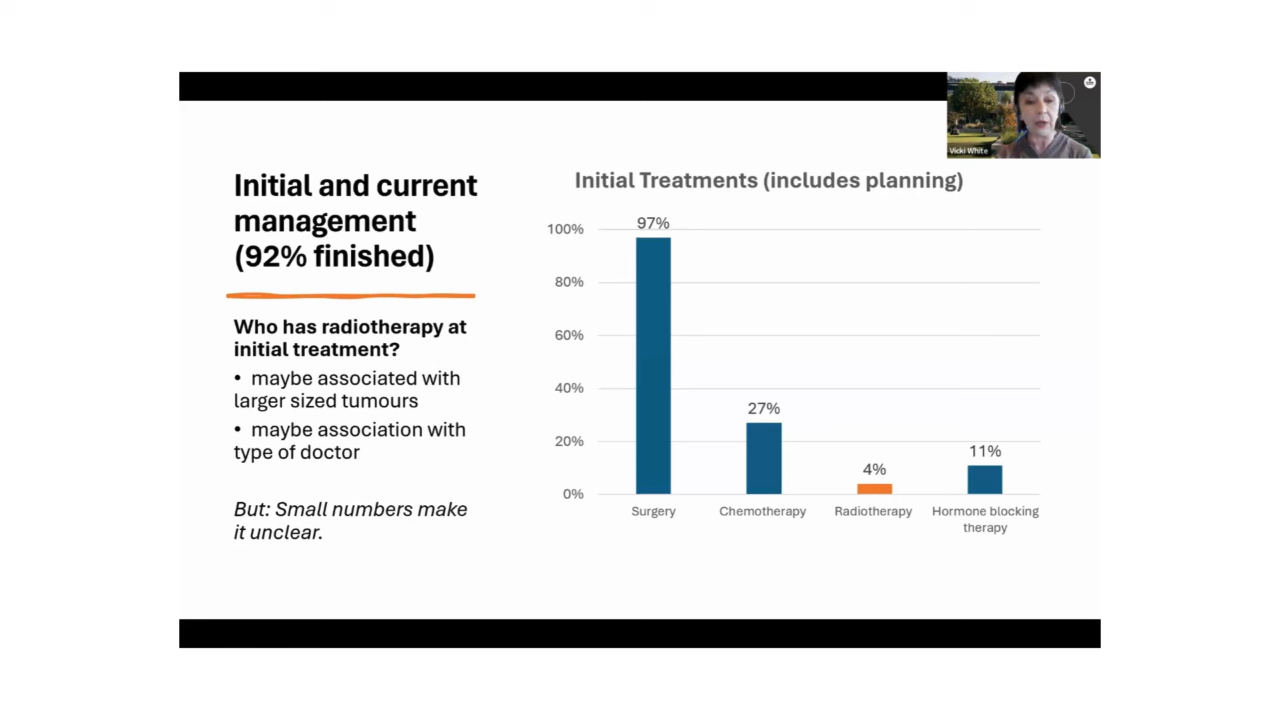 Vicki White
Initial and current
management
(92% finished)
Who has radiotherapy at
initial treatment?
• maybe associated with
larger sized tumours
• maybe association with
type of doctor
But: Small numbers make
it unclear.
Initial Treatments (includes planning)
100%
80%
60%
40%
20%
0%
97%
27%
4%
11%
Surgery
Chemotherapy
Radiotherapy
Hormone blocking
therapy